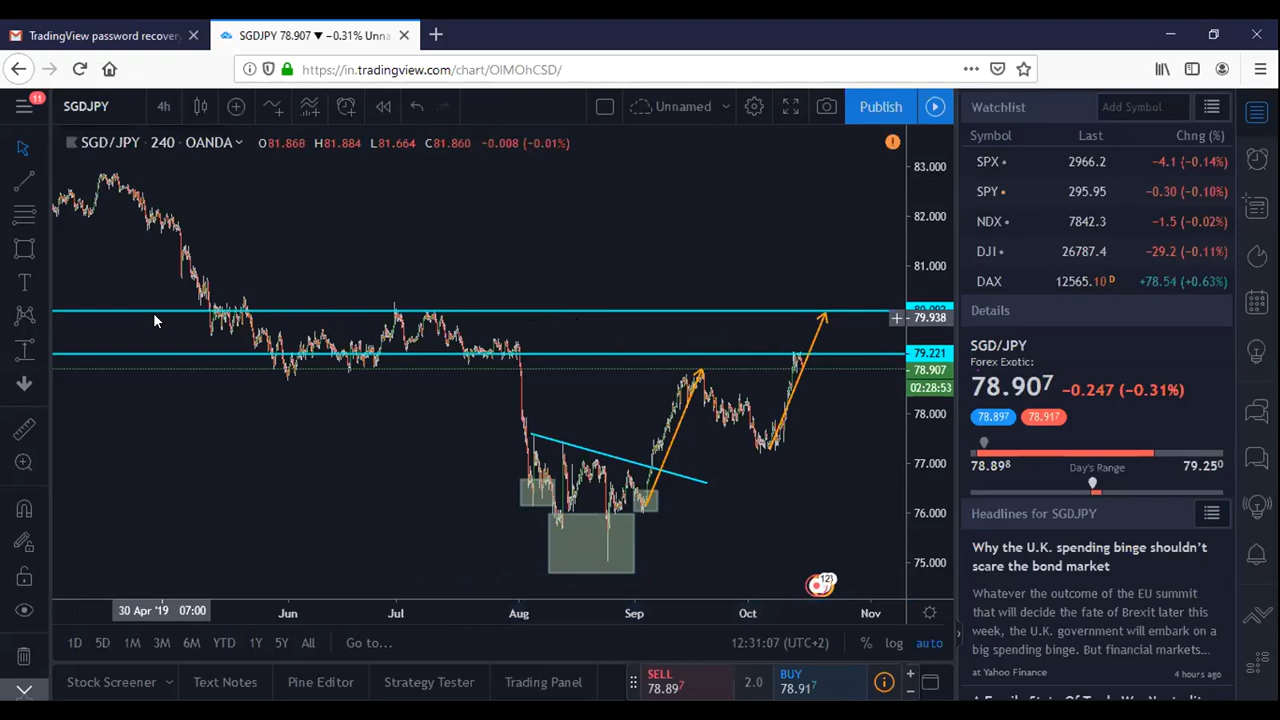 TradingView password recovery
SGDJPY 78.907 ▼ −0.31% Unna
https://in.tradingview.com/chart/OIMOhCSD/
11
SGDJPY
4h
Unnamed
Publish
Watchlist
Add Symbol
SGD/JPY · 240 · OANDA
O81.868 H81.884 L81.664 C81.860 -0.008 (-0.01%)
Symbol Last Chng (%)
SPX 2966.2 −4.1 (−0.14%)
SPY 295.95 −0.30 (−0.10%)
NDX 7842.3 −1.5 (−0.02%)
DJI 26787.4 −29.2 (−0.11%)
DAX 12565.10 D +78.54 (+0.63%)
83.000
82.000
81.000
79.938
79.221
78.907
02:28:53
78.000
77.000
76.000
75.000
Details
SGD/JPY
Forex Exotic:
78.907 −0.247 (−0.31%)
78.897 78.917
78.898 Day's Range 79.250
Headlines for SGDJPY
Why the U.K. spending binge shouldn't
scare the bond market
Whatever the outcome of the EU summit
that will decide the fate of Brexit later this
week, the U.K. government will embark on
a big spending binge. But financial markets...
at Yahoo Finance 4 hours ago
12
30 Apr '19 07:00 Jun Jul Aug Sep Oct Nov
1D 5D 1M 3M 6M YTD 1Y 5Y All Go to... 12:31:07 (UTC+2) % log auto
Stock Screener Text Notes Pine Editor Strategy Tester Trading Panel
SELL
78.897
2.0
BUY
78.917